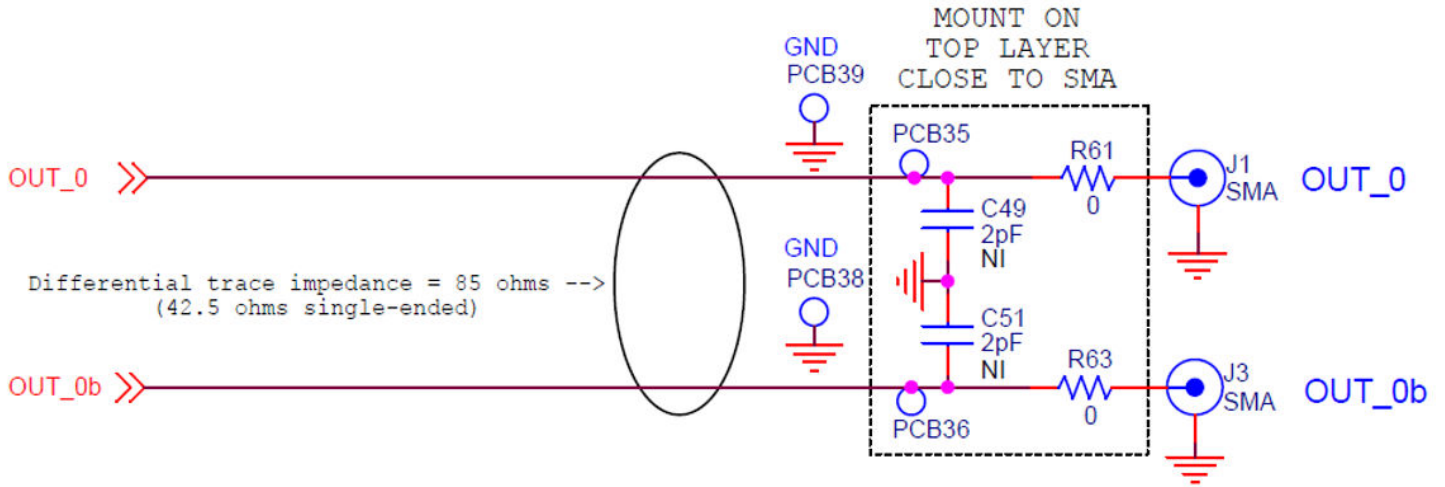 MOUNT ON
TOP LAYER
CLOSE TO SMA
GND
PCB39
PCB35
R61
0
J1
SMA
OUT_0
OUT_0
C49
2pF
NI
GND
PCB38
Differential trace impedance = 85 ohms -->
(42.5 ohms single-ended)
C51
2pF
NI
R63
0
J3
SMA
OUT_0b
OUT_0b
PCB36